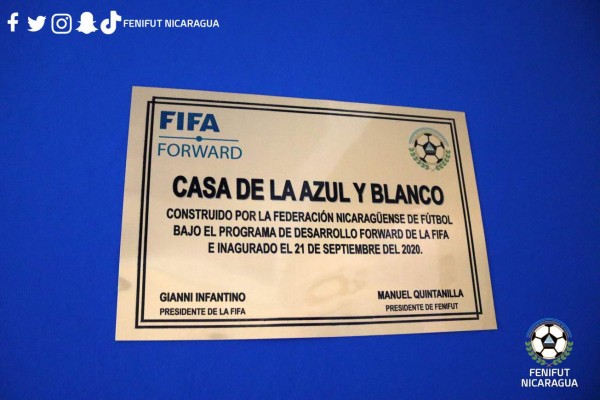 FENIFUT NICARAGUA
FIFA
FORWARD
CASA DE LA AZUL Y BLANCO
CONSTRUIDO POR LA FEDERACIÓN NICARAGÜENSE DE FÚTBOL
BAJO EL PROGRAMA DE DESARROLLO FORWARD DE LA FIFA
E INAGURADO EL 21 DE SEPTIEMBRE DEL 2020.
GIANNI INFANTINO
PRESIDENTE DE LA FIFA
MANUEL QUINTANILLA
PRESIDENTE DE FENIFUT
FENIFUT
NICARAGUA